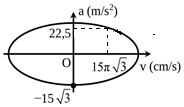 a (m/s²)
22,5
O
15π√3
v (cm/s)
−15√3